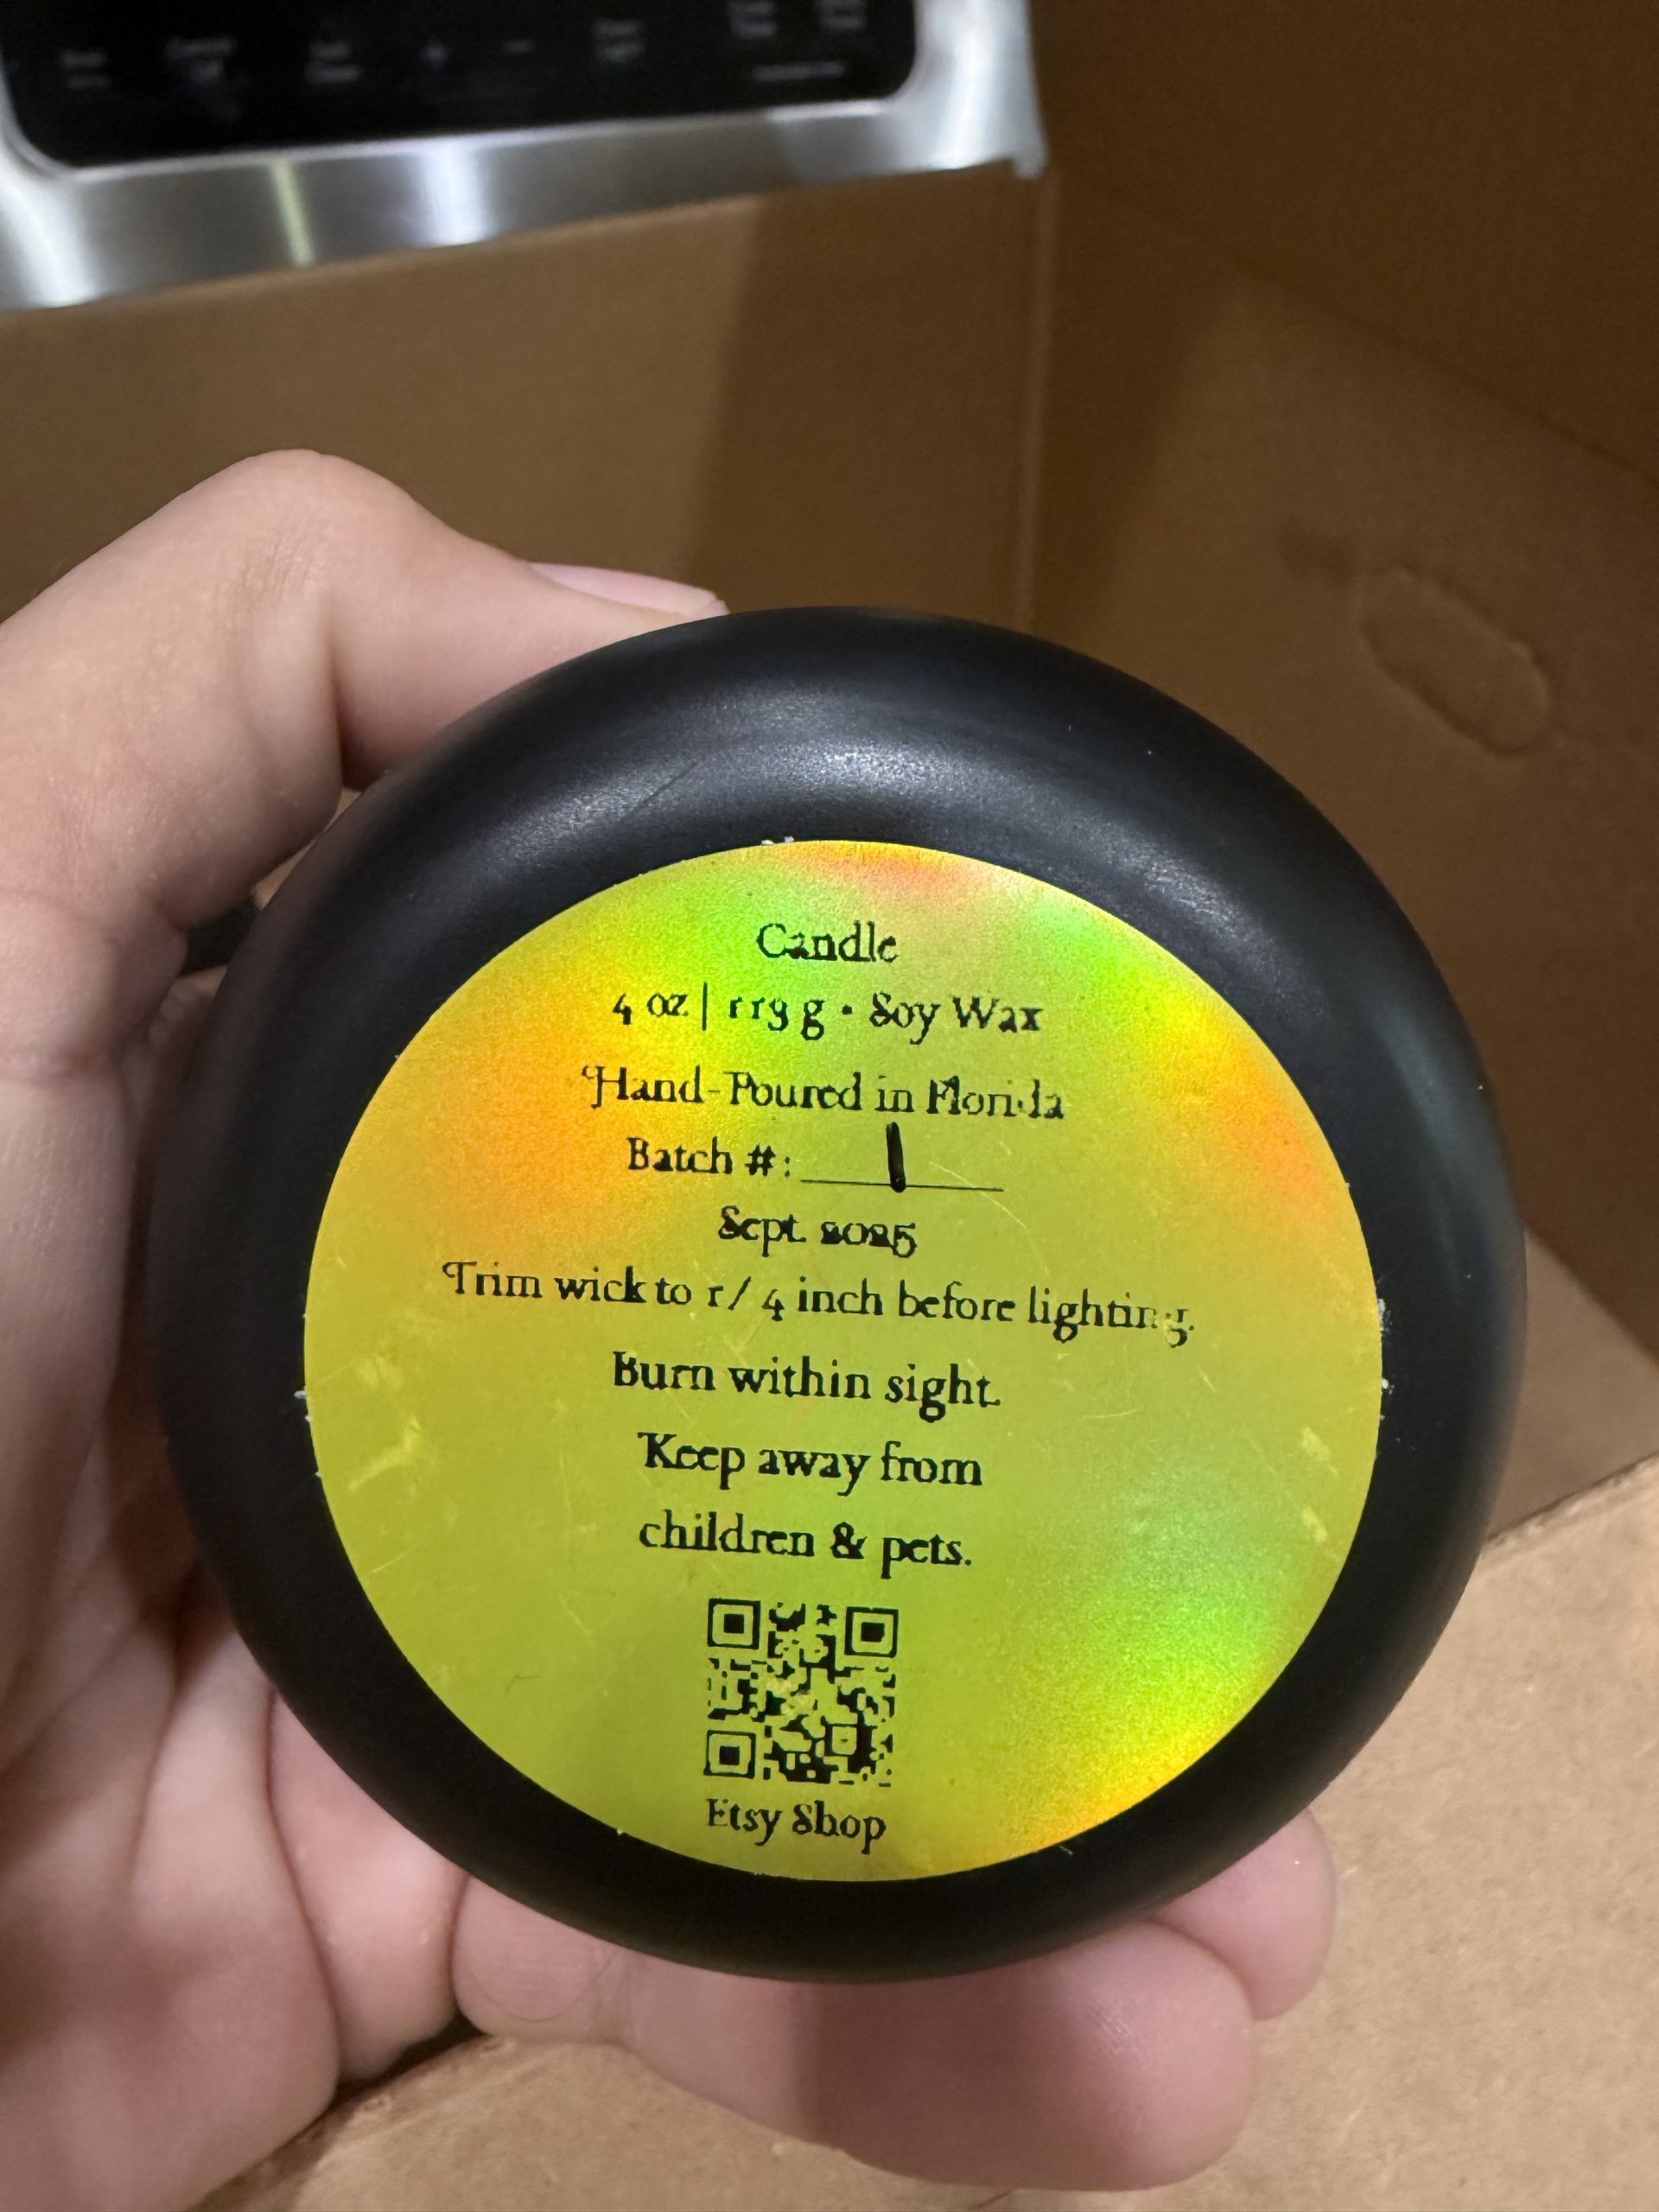 Candle
4 oz | 113 g · Soy Wax
Hand-Poured in Florida
Batch #: 1
Sept. 2025
Trim wick to 1/4 inch before lighting.
Burn within sight.
Keep away from
children & pets.
Etsy Shop